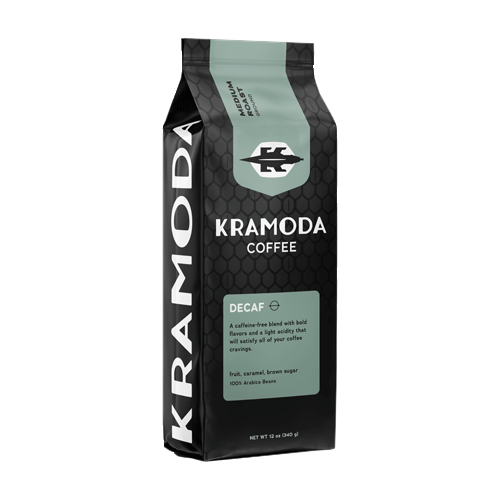 MEDIUM
ROAST
GROUND
KRAMODA
KRAMODA
COFFEE
DECAF
A caffeine-free blend with bold
flavors and a light acidity that
will satisfy all of your coffee
cravings.
fruit, caramel, brown sugar
100% Arabica Beans
NET WT 12 oz (340 g)